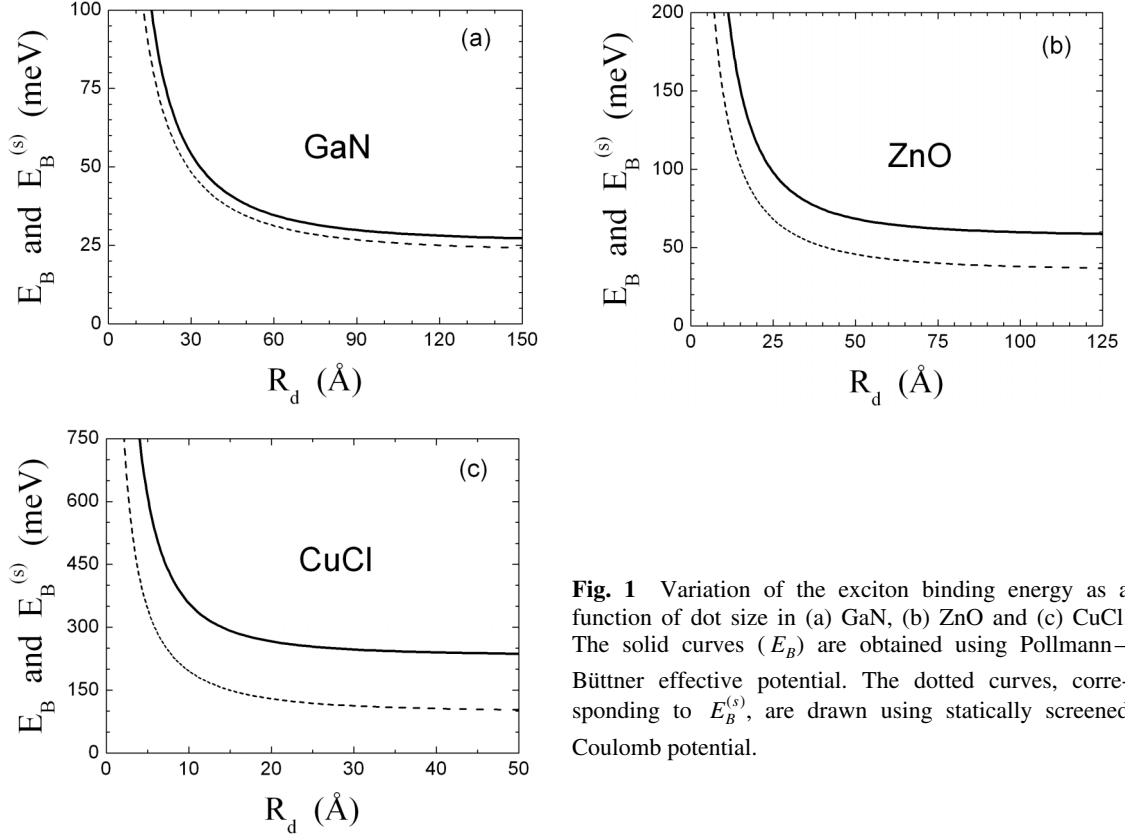 100
75
50
25
0
0 30 60 90 120 150
E_B and E_B^(s) (meV)
R_d (Å)
(a)
GaN
200
150
100
50
0
0 25 50 75 100 125
E_B and E_B^(s) (meV)
R_d (Å)
(b)
ZnO
750
600
450
300
150
0
0 10 20 30 40 50
E_B and E_B^(s) (meV)
R_d (Å)
(c)
CuCl
Fig. 1 Variation of the exciton binding energy as a
function of dot size in (a) GaN, (b) ZnO and (c) CuCl
The solid curves (E_B) are obtained using Pollmann–
Büttner effective potential. The dotted curves, corre-
sponding to E_B^(s), are drawn using statically screened
Coulomb potential.